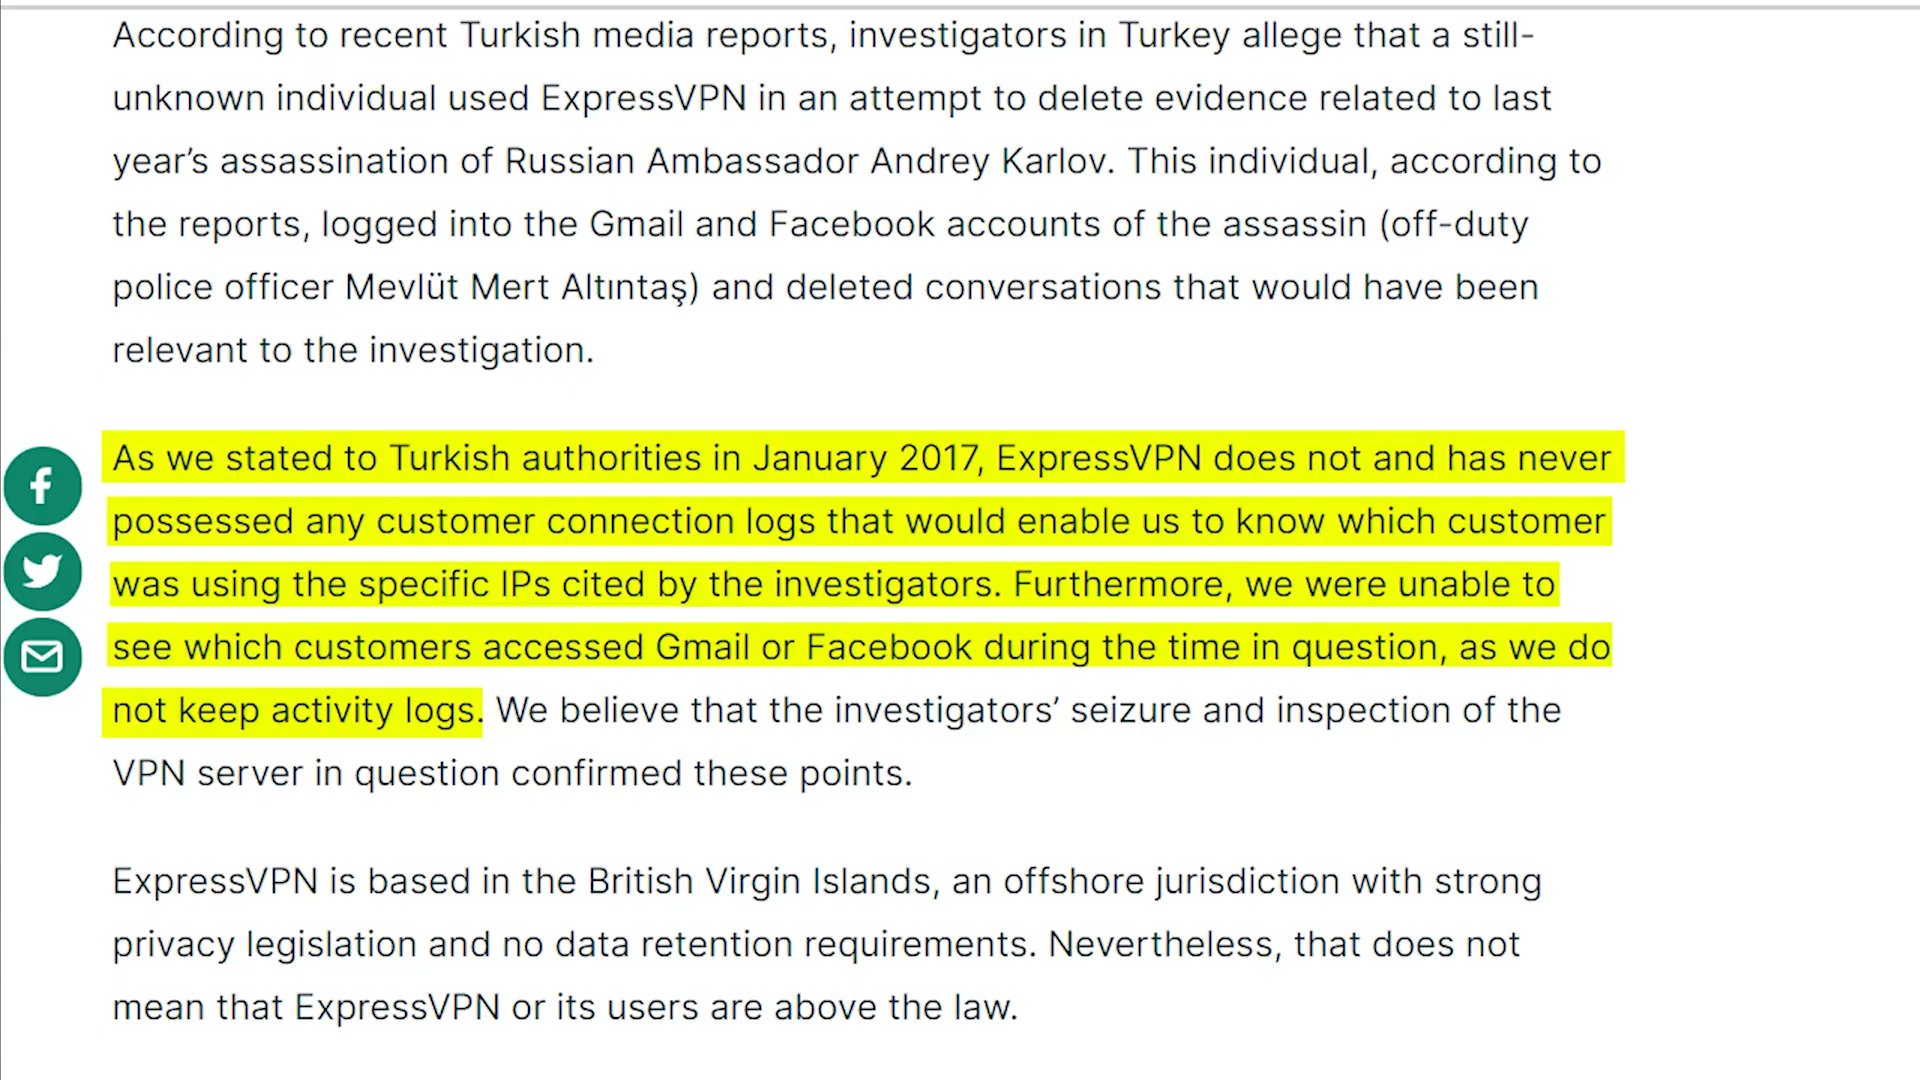 According to recent Turkish media reports, investigators in Turkey allege that a still-
unknown individual used ExpressVPN in an attempt to delete evidence related to last
year’s assassination of Russian Ambassador Andrey Karlov. This individual, according to
the reports, logged into the Gmail and Facebook accounts of the assassin (off-duty
police officer Mevlüt Mert Altıntaş) and deleted conversations that would have been
relevant to the investigation.
As we stated to Turkish authorities in January 2017, ExpressVPN does not and has never
possessed any customer connection logs that would enable us to know which customer
was using the specific IPs cited by the investigators. Furthermore, we were unable to
see which customers accessed Gmail or Facebook during the time in question, as we do
not keep activity logs. We believe that the investigators’ seizure and inspection of the
VPN server in question confirmed these points.
ExpressVPN is based in the British Virgin Islands, an offshore jurisdiction with strong
privacy legislation and no data retention requirements. Nevertheless, that does not
mean that ExpressVPN or its users are above the law.